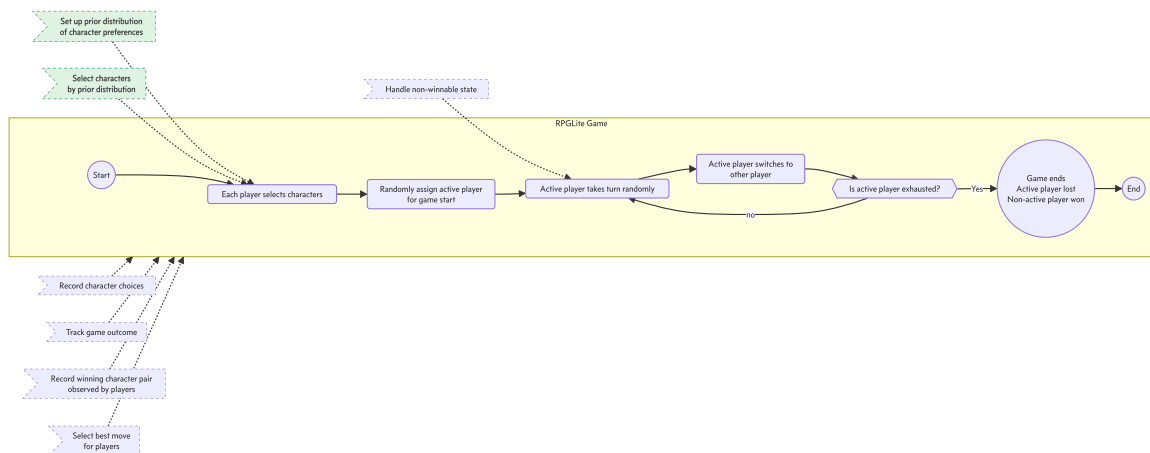 Set up prior distribution
of character preferences
Select characters
by prior distribution
Handle non-winnable state
RPGLite Game
Start
Each player selects characters
Randomly assign active player
for game start
Active player takes turn randomly
Active player switches to
other player
Is active player exhausted?
no
Yes
Game ends
Active player lost
Non-active player won
End
Record character choices
Track game outcome
Record winning character pair
observed by players
Select best move
for players